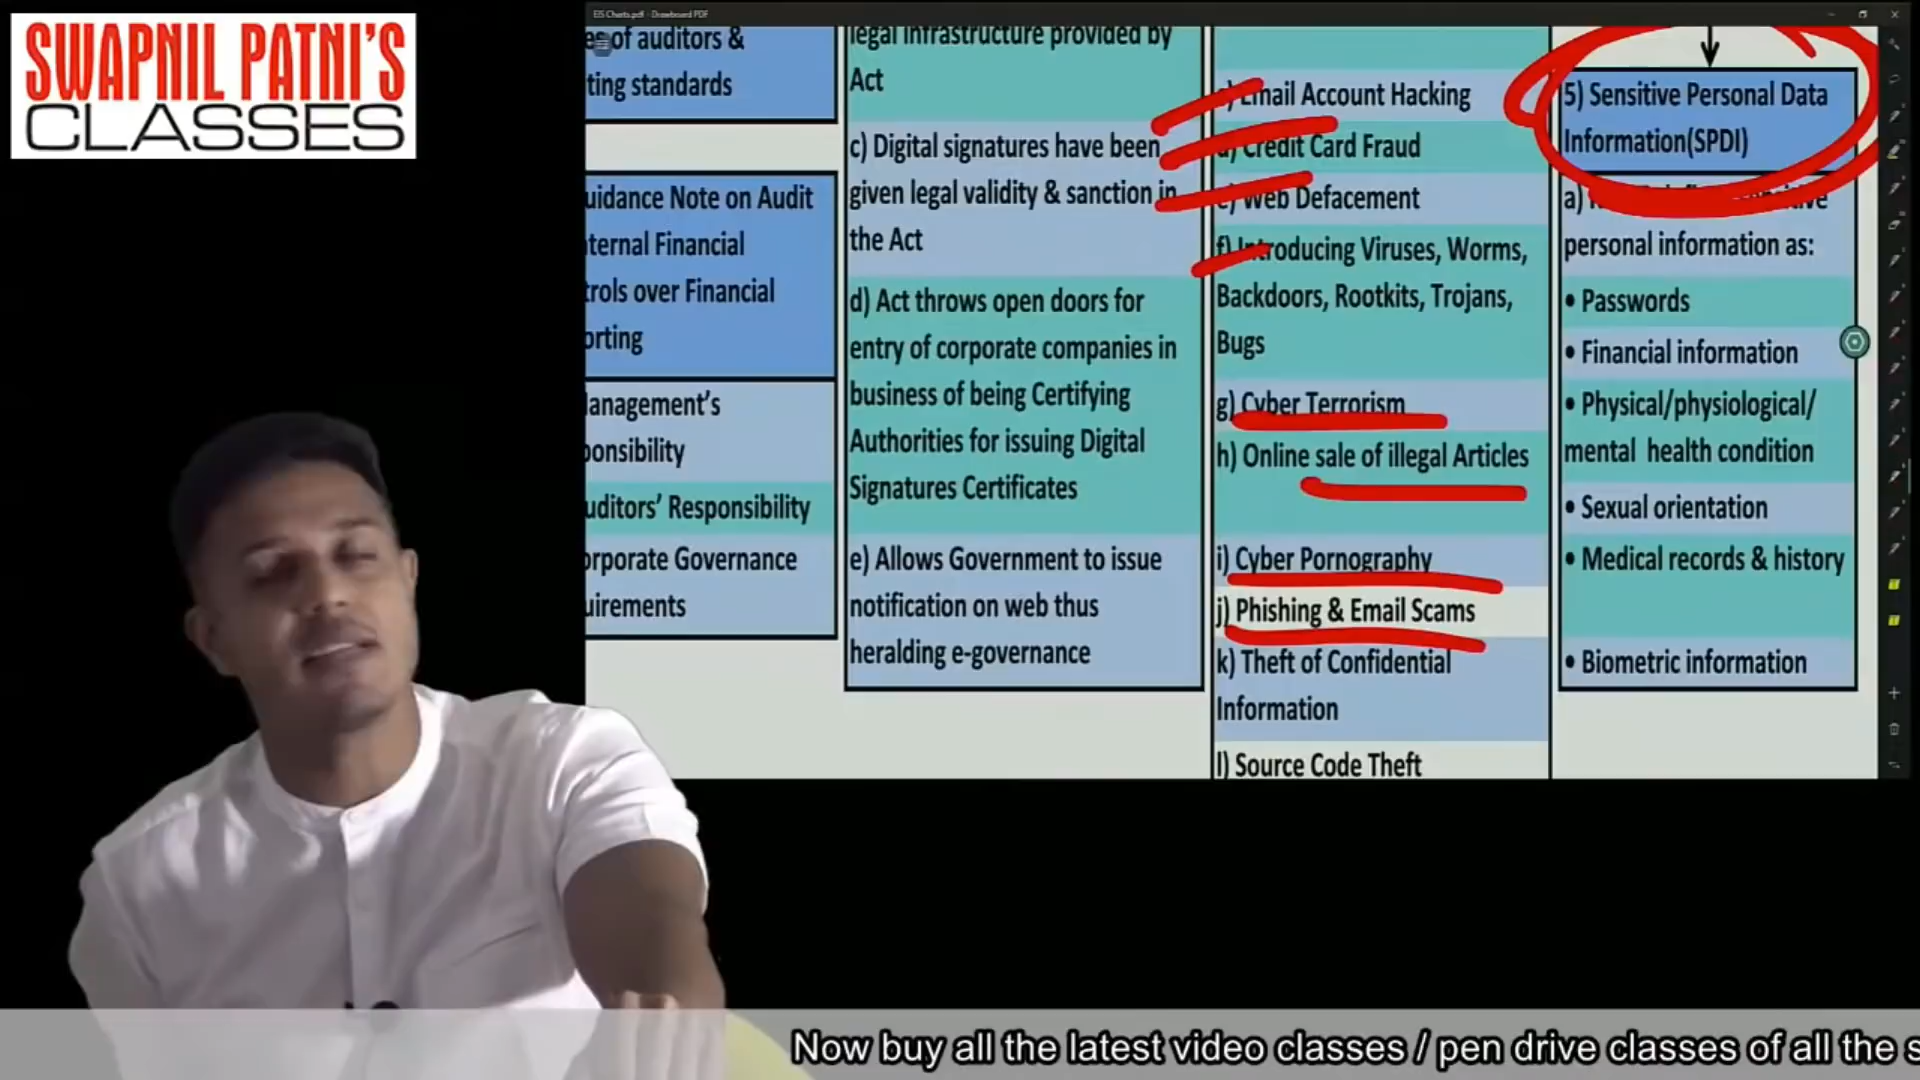 SWAPNIL PATNI'S
CLASSES
EIS Charts.pdf - Drawboard PDF
of auditors &
ting standards
uidance Note on Audit
ternal Financial
trols over Financial
orting
anagement's
onsibility
uditors' Responsibility
orporate Governance
uirements
legal infrastructure provided by
Act
c) Digital signatures have been
given legal validity & sanction in
the Act
d) Act throws open doors for
entry of corporate companies in
business of being Certifying
Authorities for issuing Digital
Signatures Certificates
e) Allows Government to issue
notification on web thus
heralding e-governance
c) Email Account Hacking
d) Credit Card Fraud
e) Web Defacement
f) Introducing Viruses, Worms,
Backdoors, Rootkits, Trojans,
Bugs
g) Cyber Terrorism
h) Online sale of illegal Articles
i) Cyber Pornography
j) Phishing & Email Scams
k) Theft of Confidential
Information
l) Source Code Theft
5) Sensitive Personal Data
Information(SPDI)
a)
personal information as:
• Passwords
• Financial information
• Physical/physiological/
mental health condition
• Sexual orientation
• Medical records & history
• Biometric information
Now buy all the latest video classes / pen drive classes of all the s